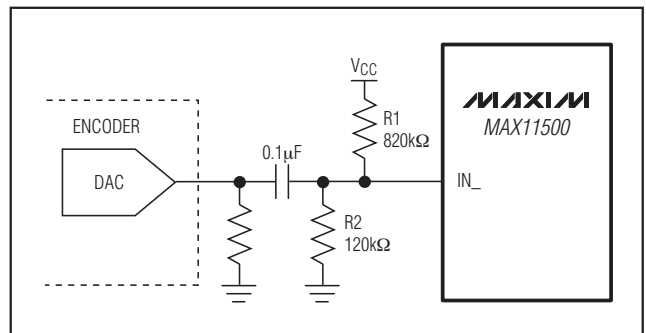 ENCODER
DAC
0.1µF
VCC
R1
820kΩ
R2
120kΩ
MAXIM
MAX11500
IN_